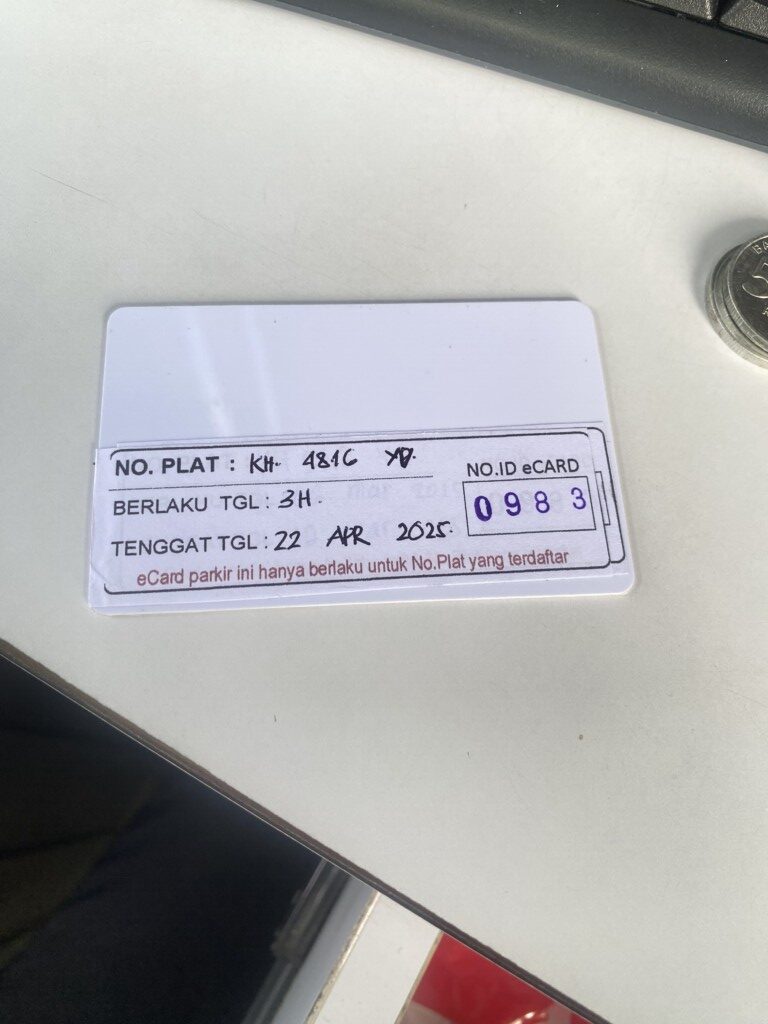 NO. PLAT : KH. 4816 YD.
BERLAKU TGL : 3H.
TENGGAT TGL : 22 APR 2025.
NO.ID eCARD
0983
eCard parkir ini hanya berlaku untuk No.Plat yang terdaftar